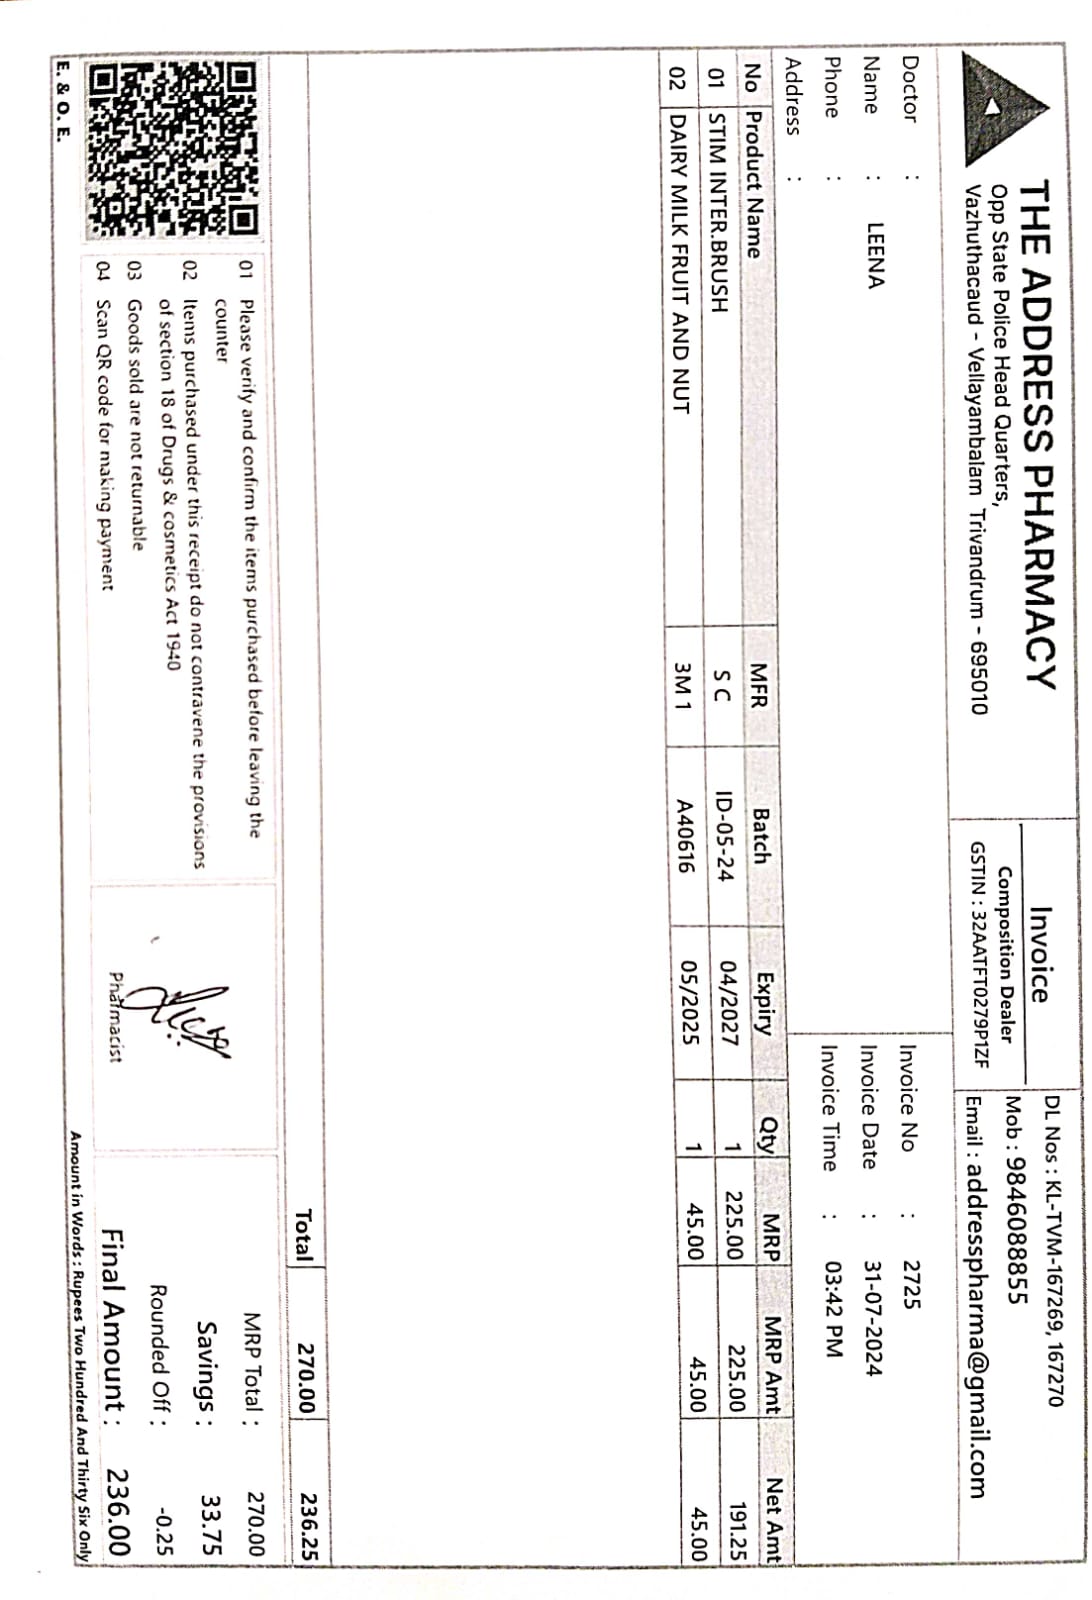 THE ADDRESS PHARMACY
Opp State Police Head Quarters,
Vazhuthacaud - Vellayambalam Trivandrum - 695010
Invoice
Composition Dealer
GSTIN : 32AATFT0279P1ZF
DL Nos : KL-TVM-167269, 167270
Mob : 9846088855
Email : addresspharma@gmail.com
Doctor :
Name : LEENA
Phone :
Address :
Invoice No : 2725
Invoice Date : 31-07-2024
Invoice Time : 03:42 PM
No Product Name MFR Batch Expiry Qty MRP MRP Amt Net Amt
01 STIM INTER.BRUSH S C ID-05-24 04/2027 1 225.00 225.00 191.25
02 DAIRY MILK FRUIT AND NUT 3M 1 A40616 05/2025 1 45.00 45.00 45.00
Total 270.00 236.25
01 Please verify and confirm the items purchased before leaving the
counter
02 Items purchased under this receipt do not contravene the provisions
of section 18 of Drugs & cosmetics Act 1940
03 Goods sold are not returnable
04 Scan QR code for making payment
Pharmacist
MRP Total : 270.00
Savings : 33.75
Rounded Off : -0.25
Final Amount : 236.00
Amount in Words : Rupees Two Hundred And Thirty Six Only
E. & O. E.